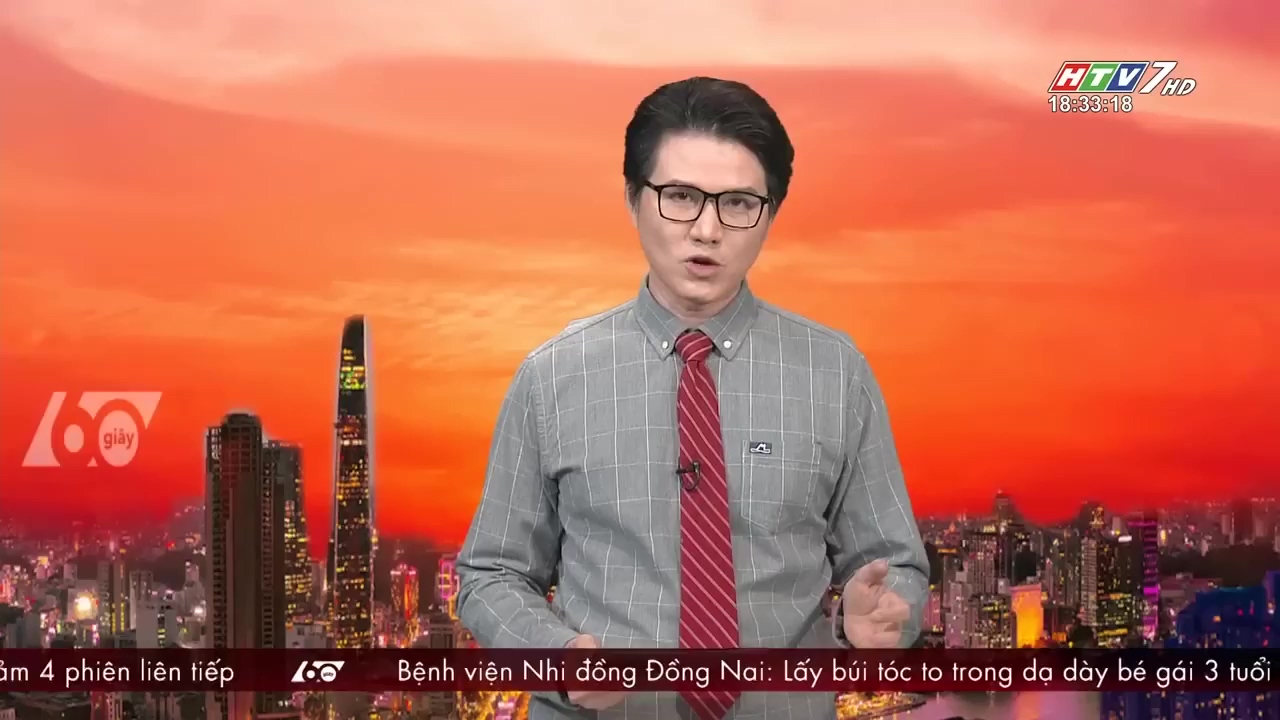 HTV7 HD
18:33:18
60 giây
ảm 4 phiên liên tiếp 60 giây Bệnh viện Nhi đồng Đồng Nai: Lấy búi tóc to trong dạ dày bé gái 3 tuổi